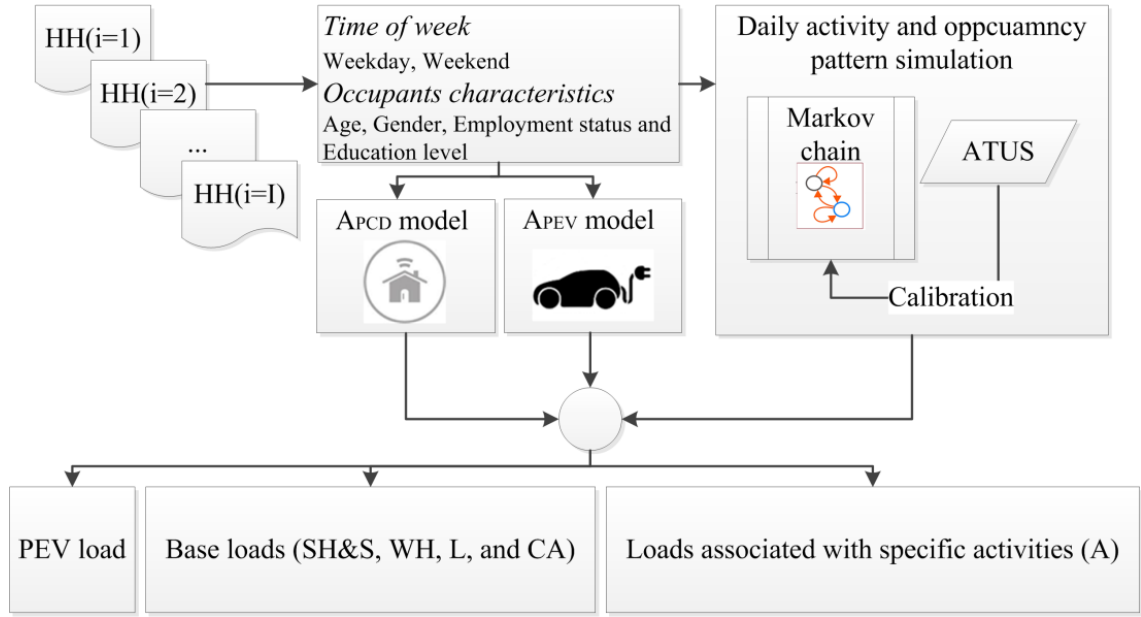 HH(i=1)
HH(i=2)
...
HH(i=I)
Time of week
Weekday, Weekend
Occupants characteristics
Age, Gender, Employment status and
Education level
APCD model
APEV model
Daily activity and oppcuamncy
pattern simulation
Markov
chain
ATUS
Calibration
PEV load
Base loads (SH&S, WH, L, and CA)
Loads associated with specific activities (A)